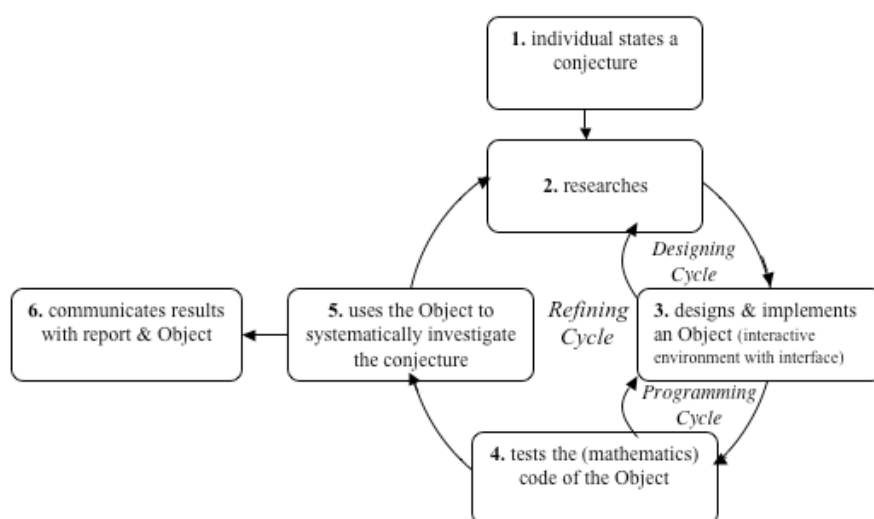 1. individual states a
conjecture
2. researches
Designing
Cycle
Refining
Cycle
3. designs & implements
an Object (interactive
environment with interface)
Programming
Cycle
4. tests the (mathematics)
code of the Object
5. uses the Object to
systematically investigate
the conjecture
6. communicates results
with report & Object